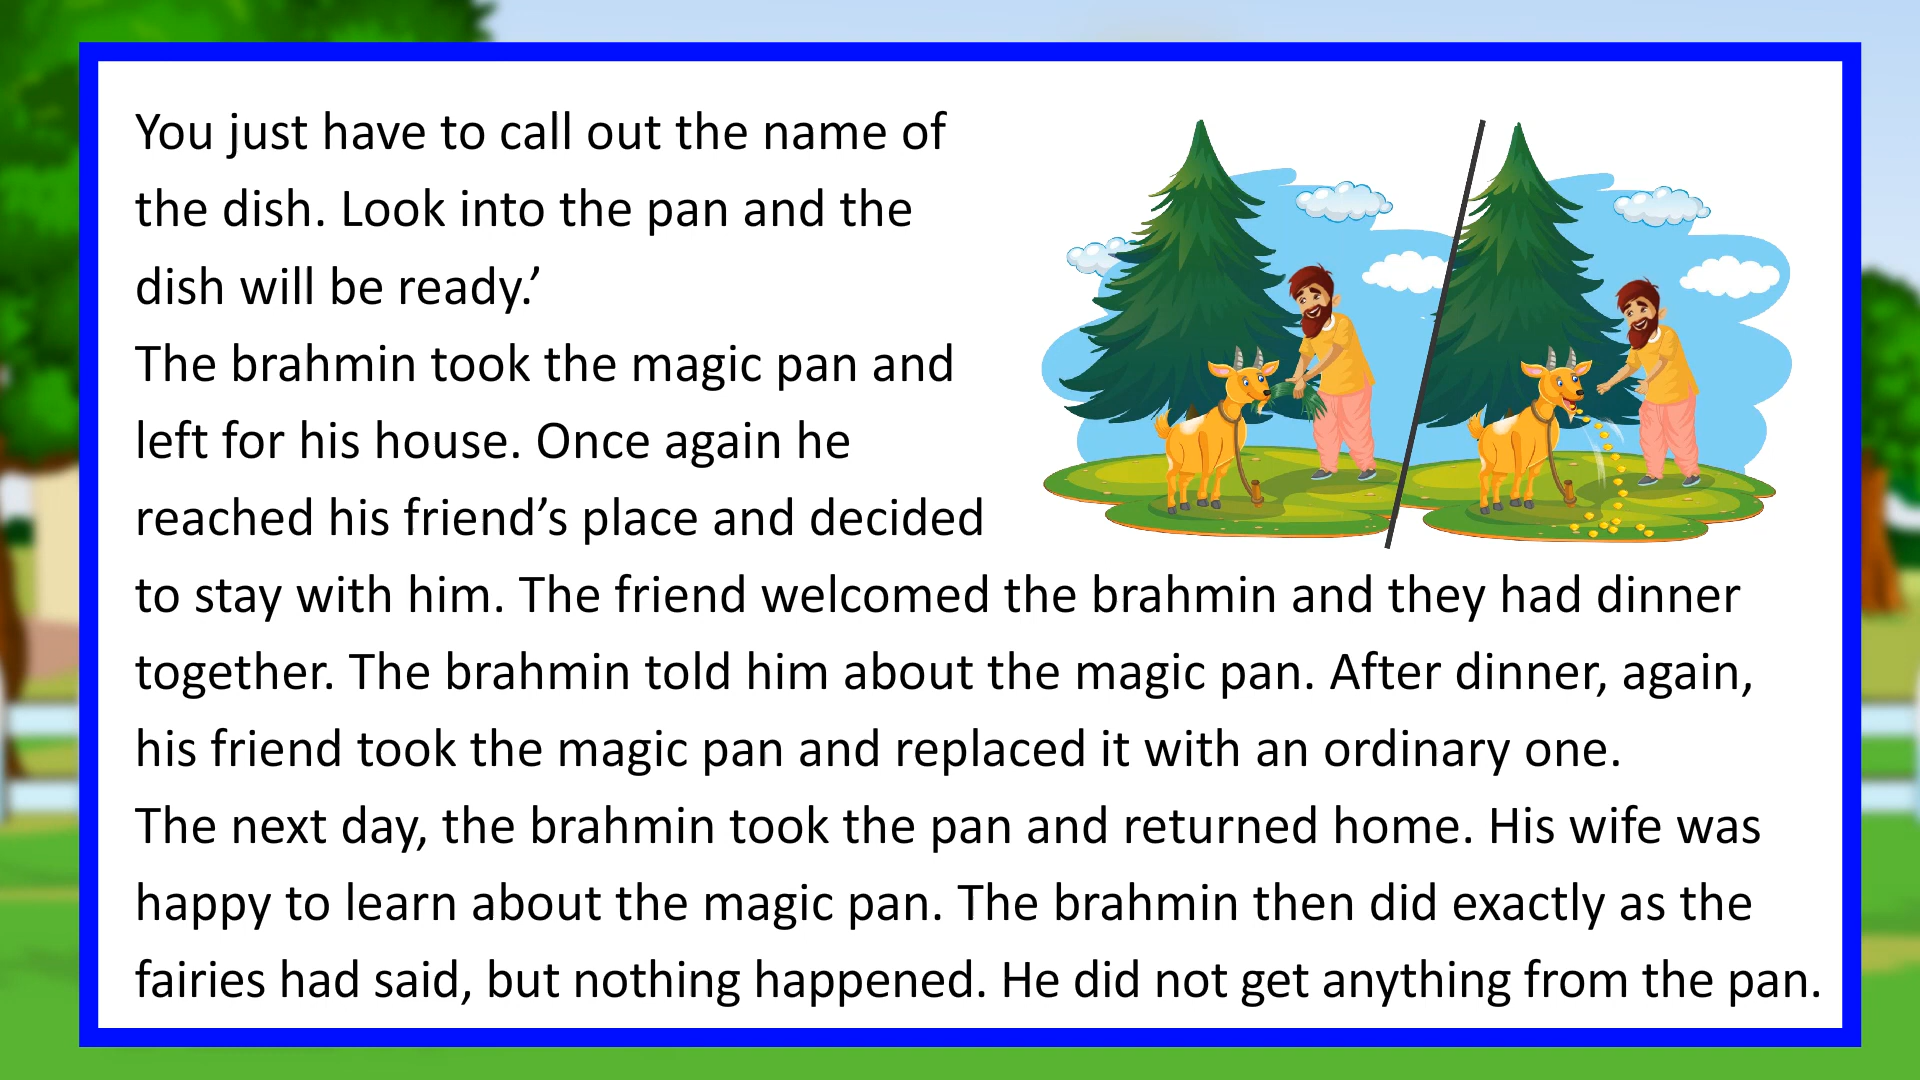 You just have to call out the name of
the dish. Look into the pan and the
dish will be ready.’
The brahmin took the magic pan and
left for his house. Once again he
reached his friend’s place and decided
to stay with him. The friend welcomed the brahmin and they had dinner
together. The brahmin told him about the magic pan. After dinner, again,
his friend took the magic pan and replaced it with an ordinary one.
The next day, the brahmin took the pan and returned home. His wife was
happy to learn about the magic pan. The brahmin then did exactly as the
fairies had said, but nothing happened. He did not get anything from the pan.